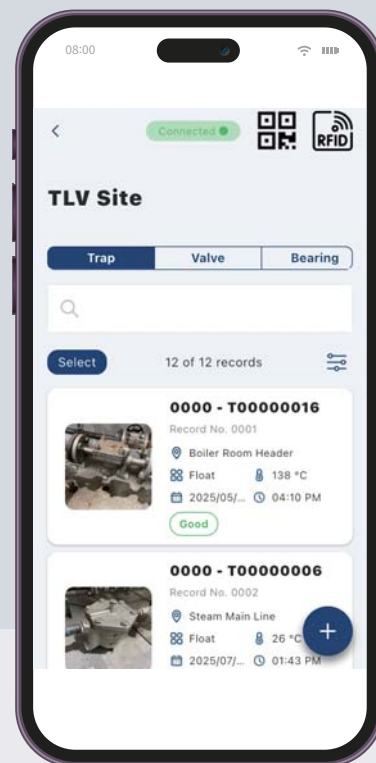 08:00
Connected
RFID
TLV Site
Trap Valve Bearing
Select 12 of 12 records
0000 - T00000016
Record No. 0001
Boiler Room Header
Float 138 °C
2025/05/... 04:10 PM
Good
0000 - T00000006
Record No. 0002
Steam Main Line
Float 26 °C
2025/07/... 01:43 PM